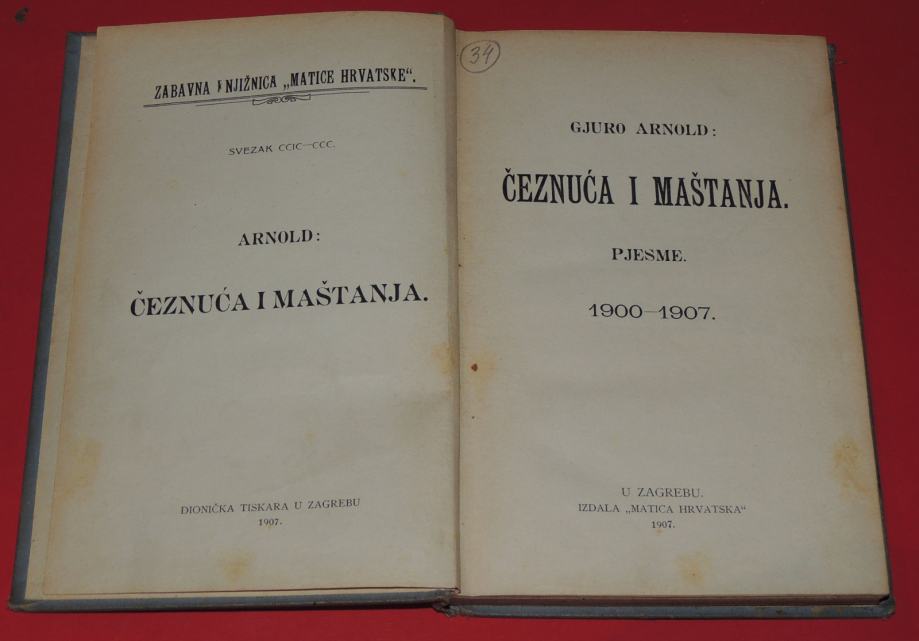 ZABAVNA KNJIŽNICA „MATICE HRVATSKE“.
SVEZAK CCIC—CCC.
ARNOLD:
ČEZNUĆA I MAŠTANJA.
DIONIČKA TISKARA U ZAGREBU
1907.
34
GJURO ARNOLD:
ČEZNUĆA I MAŠTANJA.
PJESME.
1900—1907.
U ZAGREBU.
IZDALA „MATICA HRVATSKA“
1907.